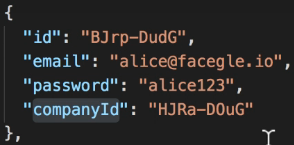 {
"id": "BJrp-DudG",
"email": "alice@facegle.io",
"password": "alice123",
"companyId": "HJRa-DOuG"
},